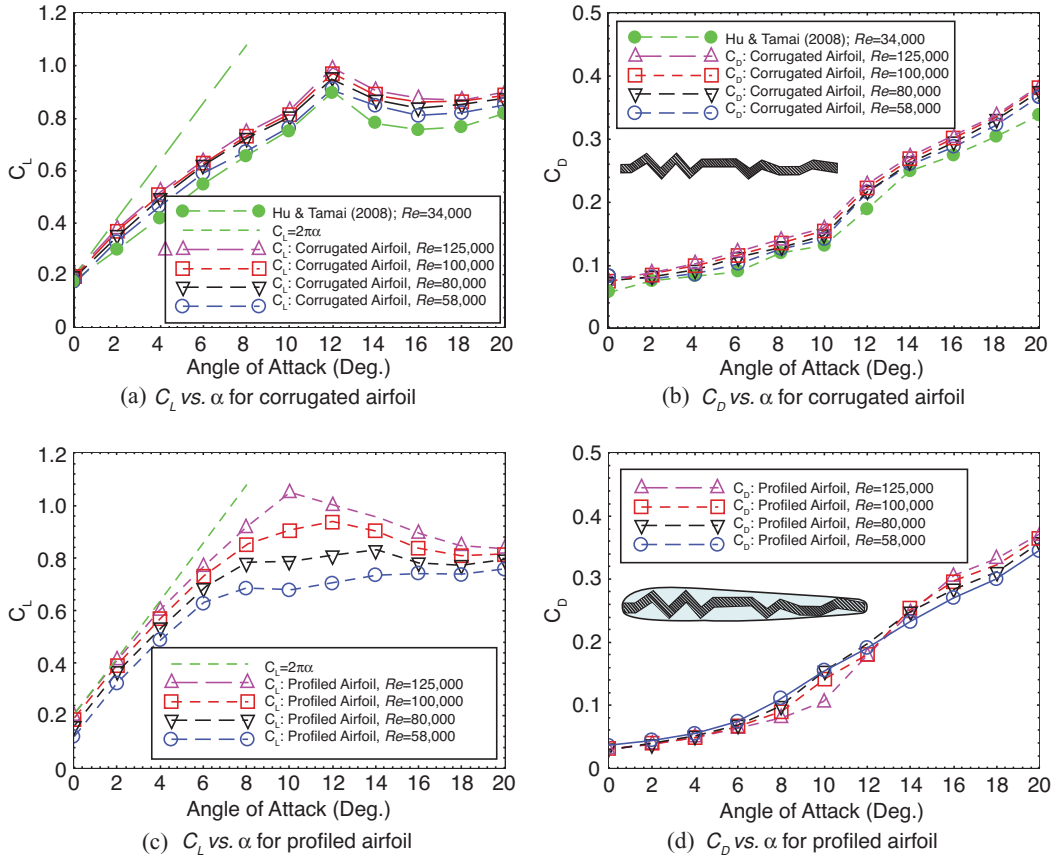 1.2
1.0
0.8
0.6
0.4
0.2
0
C_L
Hu & Tamai (2008); Re=34,000
C_L=2πα
C_L: Corrugated Airfoil, Re=125,000
C_L: Corrugated Airfoil, Re=100,000
C_L: Corrugated Airfoil, Re=80,000
C_L: Corrugated Airfoil, Re=58,000
0 2 4 6 8 10 12 14 16 18 20
Angle of Attack (Deg.)
(a) C_L vs. α for corrugated airfoil
0.5
0.4
0.3
0.2
0.1
0
C_D
Hu & Tamai (2008); Re=34,000
C_D: Corrugated Airfoil, Re=125,000
C_D: Corrugated Airfoil, Re=100,000
C_D: Corrugated Airfoil, Re=80,000
C_D: Corrugated Airfoil, Re=58,000
0 2 4 6 8 10 12 14 16 18 20
Angle of Attack (Deg.)
(b) C_D vs. α for corrugated airfoil
1.2
1.0
0.8
0.6
0.4
0.2
0
C_L
C_L=2πα
C_L: Profiled Airfoil, Re=125,000
C_L: Profiled Airfoil, Re=100,000
C_L: Profiled Airfoil, Re=80,000
C_L: Profiled Airfoil, Re=58,000
0 2 4 6 8 10 12 14 16 18 20
Angle of Attack (Deg.)
(c) C_L vs. α for profiled airfoil
0.5
0.4
0.3
0.2
0.1
0
C_D
C_D: Profiled Airfoil, Re=125,000
C_D: Profiled Airfoil, Re=100,000
C_D: Profiled Airfoil, Re=80,000
C_D: Profiled Airfoil, Re=58,000
0 2 4 6 8 10 12 14 16 18 20
Angle of Attack (Deg.)
(d) C_D vs. α for profiled airfoil